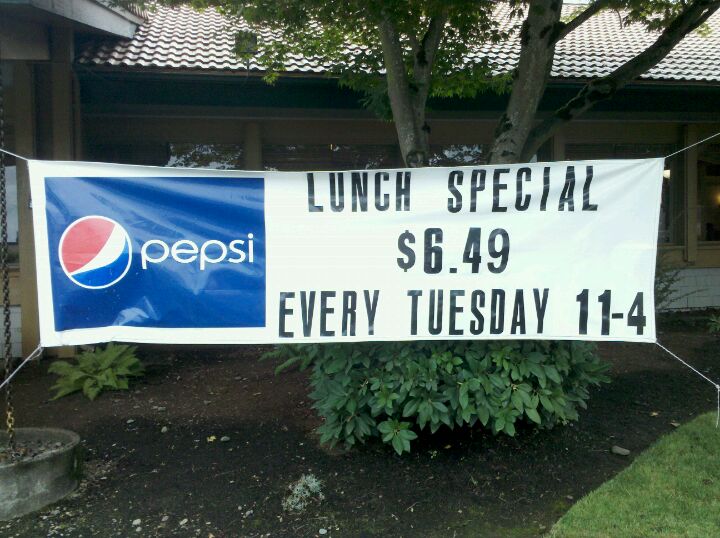 pepsi
LUNCH SPECIAL
$6.49
EVERY TUESDAY 11-4